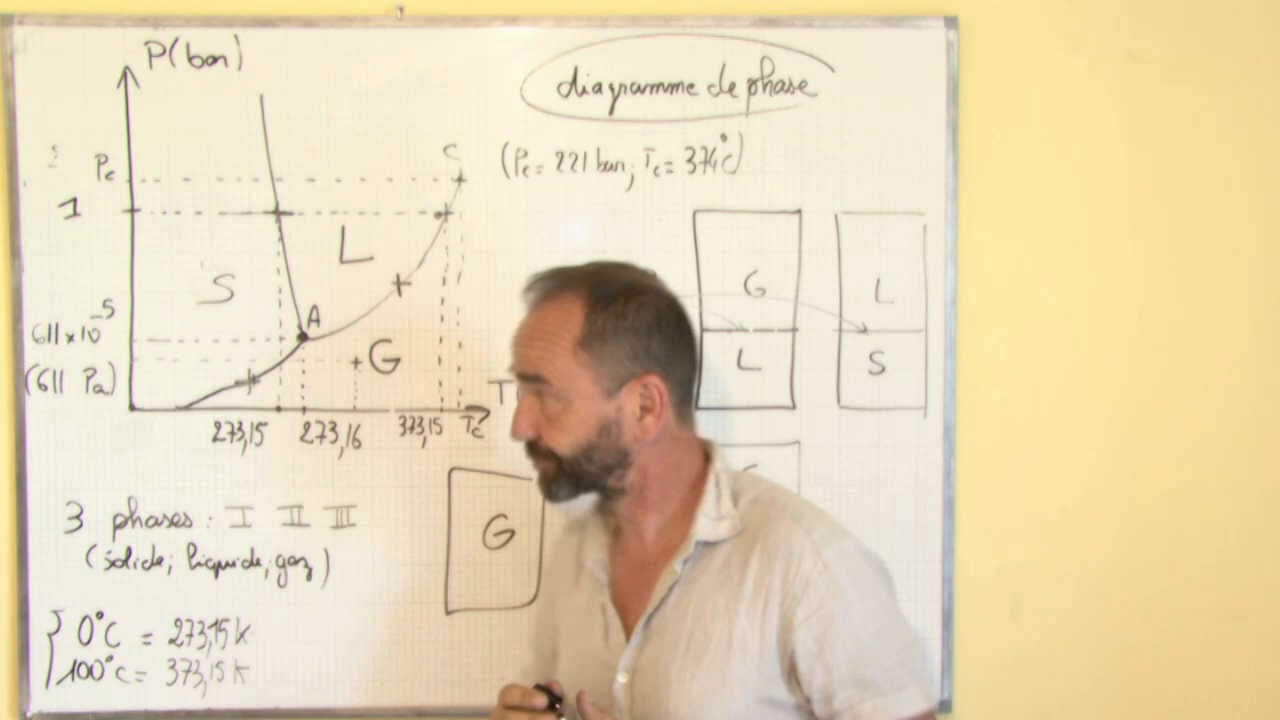 P(bar)
diagramme de phase
(Pc = 221 bar; Tc = 374°C)
C
Pc
1
L
S
A
611×10⁻⁵
(611 Pa)
G
T
273,15 273,16 373,15 Tc
G
L
L
S
G
3 phases : I II III
(solide; liquide; gaz)
0°C = 273,15 K
100°C = 373,15 K